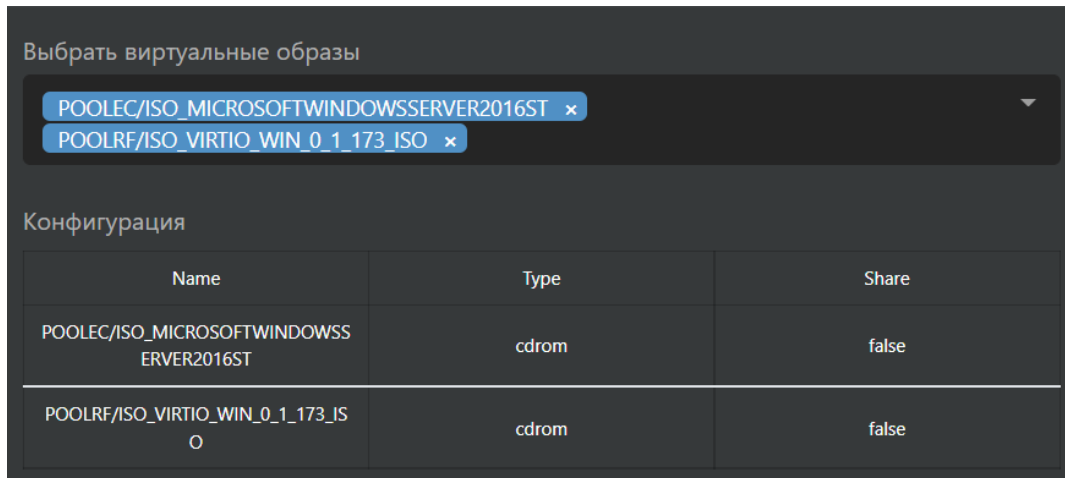 Выбрать виртуальные образы
POOLEC/ISO_MICROSOFTWINDOWSSERVER2016ST ×
POOLRF/ISO_VIRTIO_WIN_0_1_173_ISO ×
Конфигурация
Name Type Share
POOLEC/ISO_MICROSOFTWINDOWSS
ERVER2016ST cdrom false
POOLRF/ISO_VIRTIO_WIN_0_1_173_IS
O cdrom false